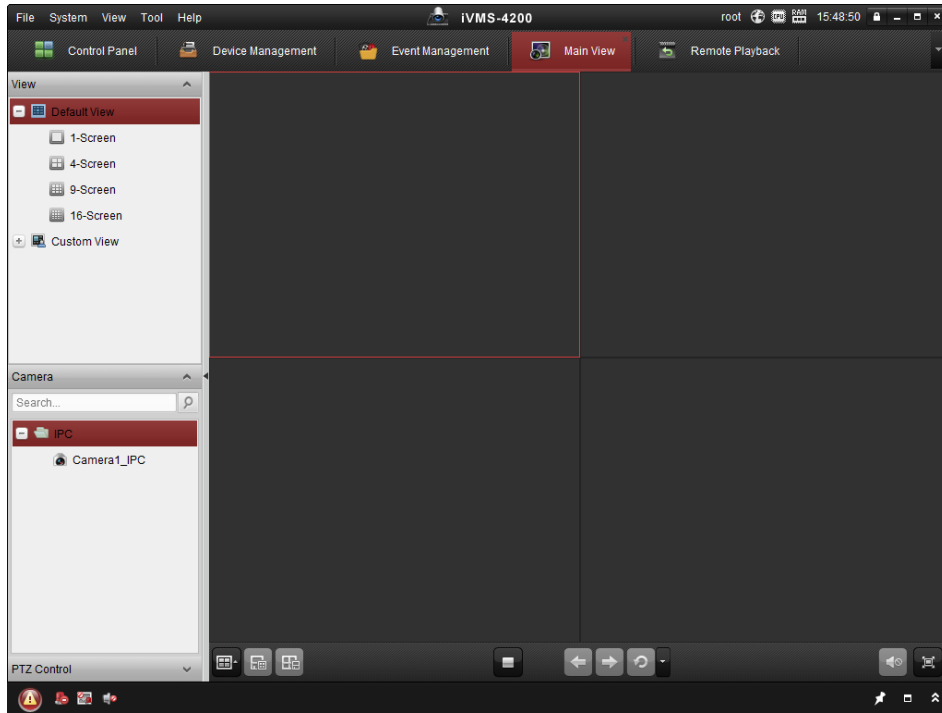 File System View Tool Help iVMS-4200 root CPU RAM 15:48:50
Control Panel Device Management Event Management Main View Remote Playback
View
Default View
1-Screen
4-Screen
9-Screen
16-Screen
Custom View
Camera
Search...
IPC
Camera1_IPC
PTZ Control